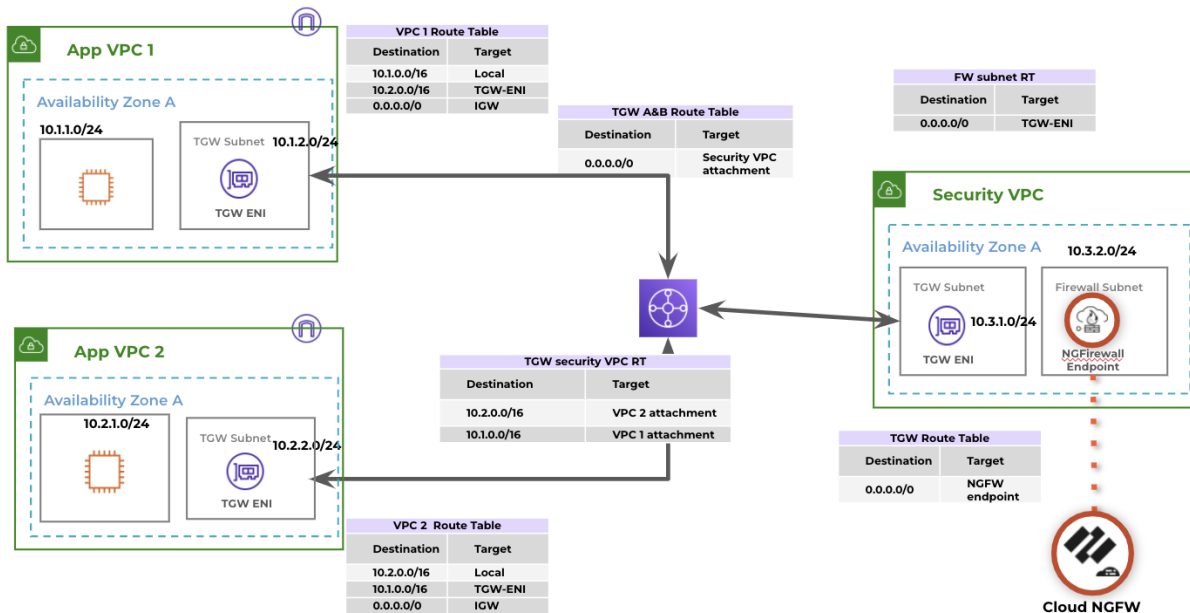 App VPC 1
Availability Zone A
10.1.1.0/24
TGW Subnet
10.1.2.0/24
TGW ENI
VPC 1 Route Table
Destination Target
10.1.0.0/16 Local
10.2.0.0/16 TGW-ENI
0.0.0.0/0 IGW
TGW A&B Route Table
Destination Target
0.0.0.0/0 Security VPC
attachment
FW subnet RT
Destination Target
0.0.0.0/0 TGW-ENI
Security VPC
Availability Zone A
10.3.2.0/24
TGW Subnet
10.3.1.0/24
TGW ENI
Firewall Subnet
NGFirewall
Endpoint
App VPC 2
Availability Zone A
10.2.1.0/24
TGW Subnet
10.2.2.0/24
TGW ENI
TGW security VPC RT
Destination Target
10.2.0.0/16 VPC 2 attachment
10.1.0.0/16 VPC 1 attachment
TGW Route Table
Destination Target
0.0.0.0/0 NGFW
endpoint
VPC 2 Route Table
Destination Target
10.2.0.0/16 Local
10.1.0.0/16 TGW-ENI
0.0.0.0/0 IGW
Cloud NGFW